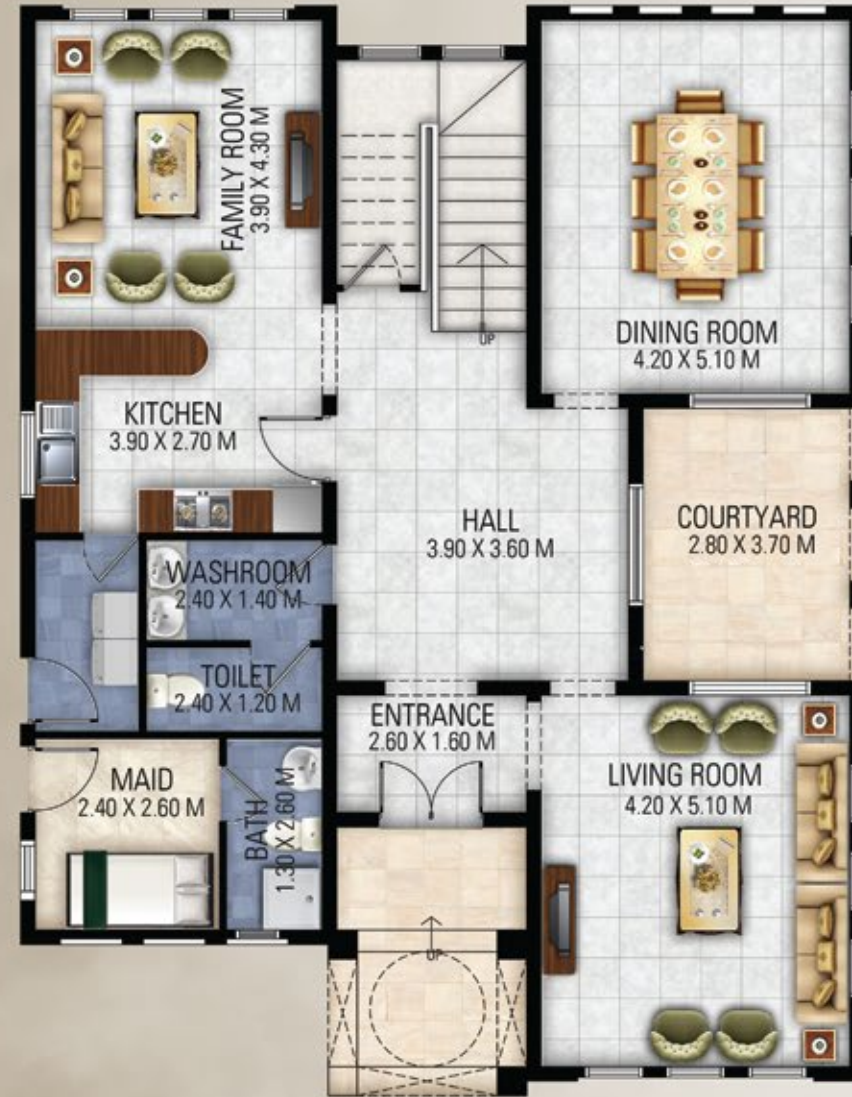 FAMILY ROOM
3.90 X 4.30 M
UP
DINING ROOM
4.20 X 5.10 M
KITCHEN
3.90 X 2.70 M
HALL
3.90 X 3.60 M
COURTYARD
2.80 X 3.70 M
WASHROOM
2.40 X 1.40 M
TOILET
2.40 X 1.20 M
ENTRANCE
2.60 X 1.60 M
MAID
2.40 X 2.60 M
BATH
1.30 X 2.60 M
LIVING ROOM
4.20 X 5.10 M
UP